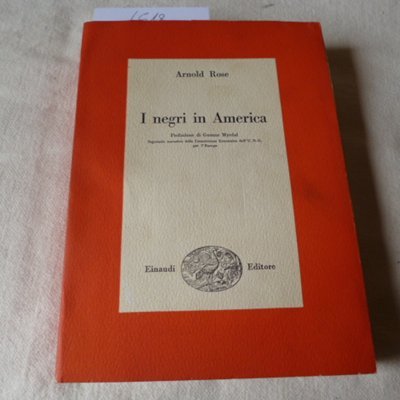 1618
Arnold Rose
I negri in America
Prefazione di Gunnar Myrdal
Segretario esecutivo della Commissione Economica dell'U.N.O.
per l'Europa
Einaudi Editore